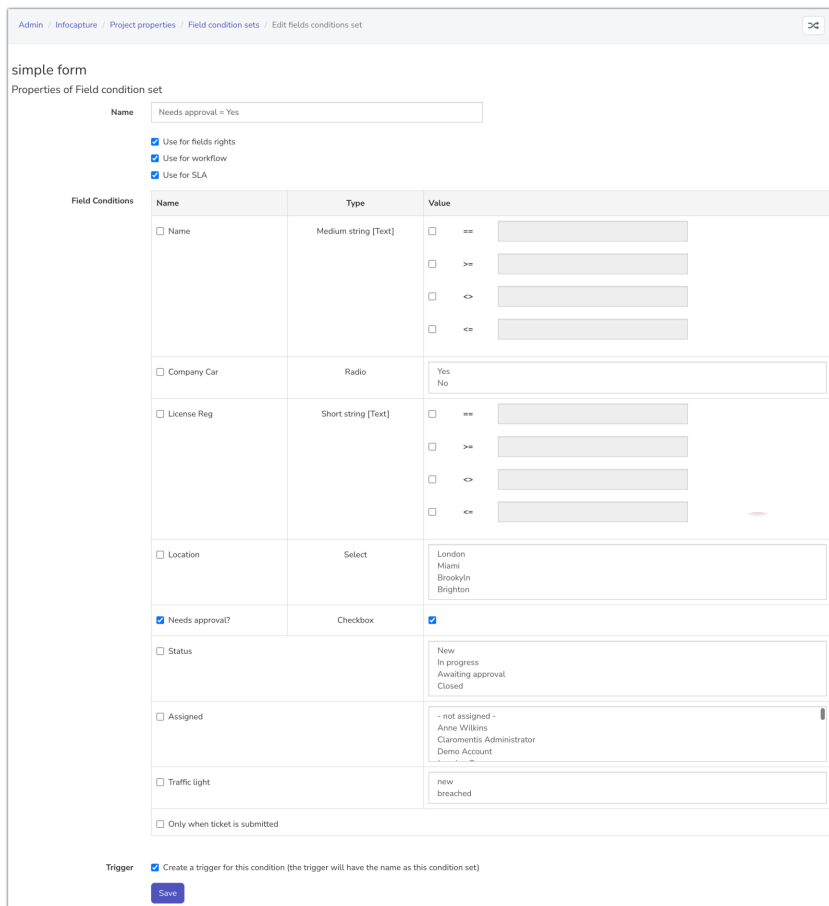 Admin / Infocapture / Project properties / Field condition sets / Edit fields conditions set
simple form
Properties of Field condition set
Name Needs approval = Yes
Use for fields rights
Use for workflow
Use for SLA
Field Conditions Name Type Value
Name Medium string [Text] ==
>=
<>
<=
Company Car Radio Yes
No
License Reg Short string [Text] ==
>=
<>
<=
Location Select London
Miami
Brookyln
Brighton
Needs approval? Checkbox
Status New
In progress
Awaiting approval
Closed
Assigned - not assigned -
Anne Wilkins
Claromentis Administrator
Demo Account
Traffic light new
breached
Only when ticket is submitted
Trigger Create a trigger for this condition (the trigger will have the name as this condition set)
Save